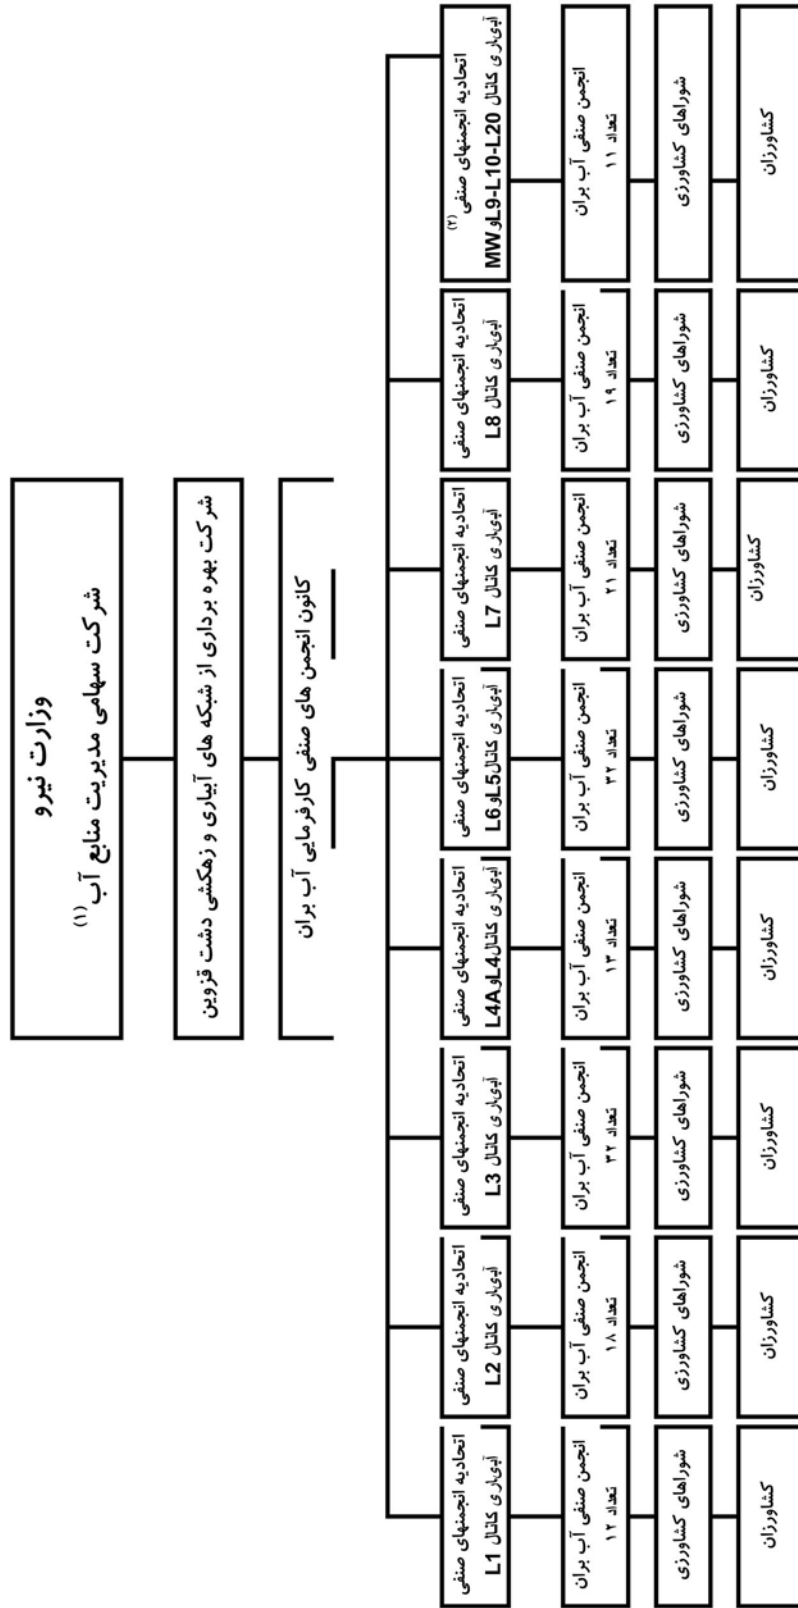 وزارت نیرو
شرکت سهامی مدیریت منابع آب (۱)
شرکت بهره برداری از شبکه های آبیاری و زهکشی دشت قزوین
کانون انجمن های صنفی کارفرمایی آب بران
اتحادیه انجمنهای صنفی
آبیاری کانال L1
اتحادیه انجمنهای صنفی
آبیاری کانال L2
اتحادیه انجمنهای صنفی
آبیاری کانال L3
اتحادیه انجمنهای صنفی
آبیاری کانال L4وL4A
اتحادیه انجمنهای صنفی
آبیاری کانال L5وL6
اتحادیه انجمنهای صنفی
آبیاری کانال L7
اتحادیه انجمنهای صنفی
آبیاری کانال L8
آبیاری کانال اتحادیه انجمنهای صنفی
MWوL9-L10-L20 (۲)
انجمن صنفی آب بران
تعداد ۱۲
انجمن صنفی آب بران
تعداد ۱۸
انجمن صنفی آب بران
تعداد ۳۲
انجمن صنفی آب بران
تعداد ۱۳
انجمن صنفی آب بران
تعداد ۳۲
انجمن صنفی آب بران
تعداد ۲۱
انجمن صنفی آب بران
تعداد ۱۹
انجمن صنفی آب بران
تعداد ۱۱
شوراهای کشاورزی
شوراهای کشاورزی
شوراهای کشاورزی
شوراهای کشاورزی
شوراهای کشاورزی
شوراهای کشاورزی
شوراهای کشاورزی
شوراهای کشاورزی
کشاورزان
کشاورزان
کشاورزان
کشاورزان
کشاورزان
کشاورزان
کشاورزان
کشاورزان